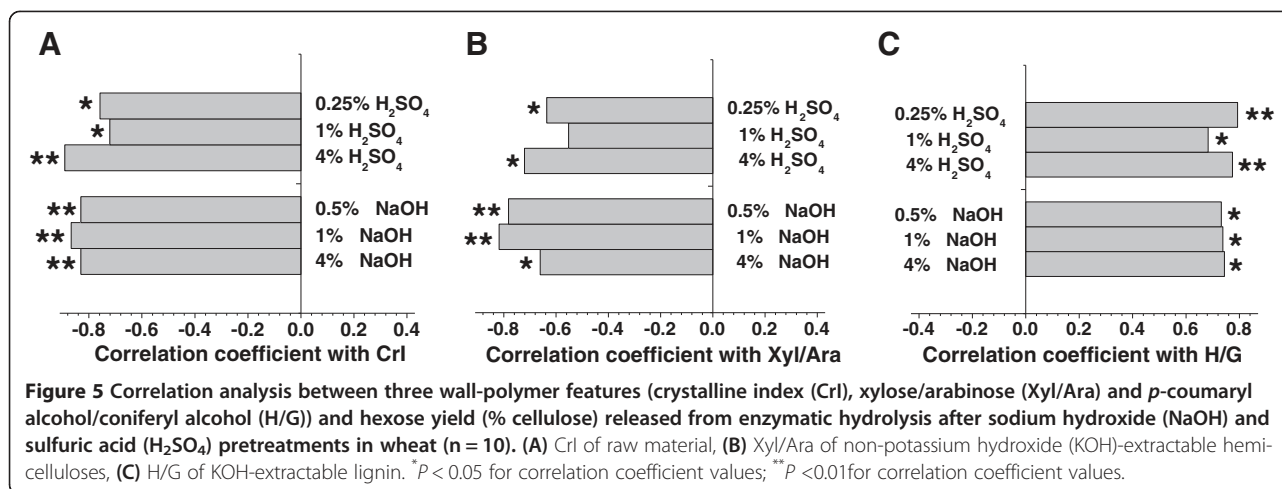 A
0.25% H₂SO₄
1% H₂SO₄
4% H₂SO₄
0.5% NaOH
1% NaOH
4% NaOH
* * ** ** ** **
-0.8 -0.6 -0.4 -0.2 0.0 0.2 0.4
Correlation coefficient with CrI
B
0.25% H₂SO₄
1% H₂SO₄
4% H₂SO₄
0.5% NaOH
1% NaOH
4% NaOH
* * ** ** *
-0.8 -0.6 -0.4 -0.2 0.0 0.2 0.4
Correlation coefficient with Xyl/Ara
C
0.25% H₂SO₄
1% H₂SO₄
4% H₂SO₄
0.5% NaOH
1% NaOH
4% NaOH
** * ** * * *
-0.4 -0.2 0.0 0.2 0.4 0.6 0.8
Correlation coefficient with H/G
Figure 5 Correlation analysis between three wall-polymer features (crystalline index (CrI), xylose/arabinose (Xyl/Ara) and p-coumaryl
alcohol/coniferyl alcohol (H/G)) and hexose yield (% cellulose) released from enzymatic hydrolysis after sodium hydroxide (NaOH) and
sulfuric acid (H₂SO₄) pretreatments in wheat (n = 10). (A) CrI of raw material, (B) Xyl/Ara of non-potassium hydroxide (KOH)-extractable hemi-
celluloses, (C) H/G of KOH-extractable lignin. *P < 0.05 for correlation coefficient values; **P <0.01for correlation coefficient values.